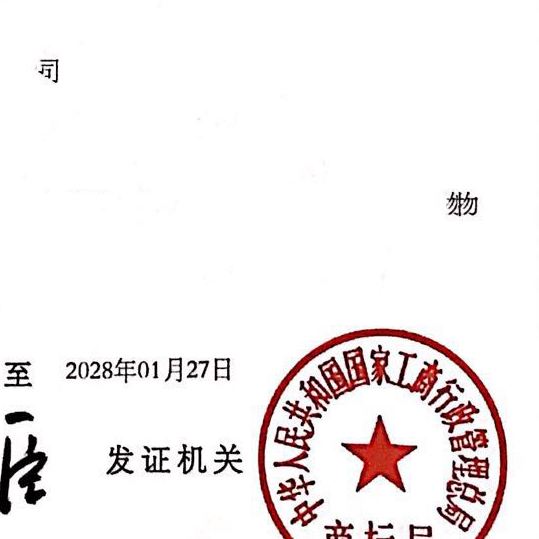 司
物
至 2028年01月27日
发证机关
中华人民共和国国家工商行政管理总局
商标局